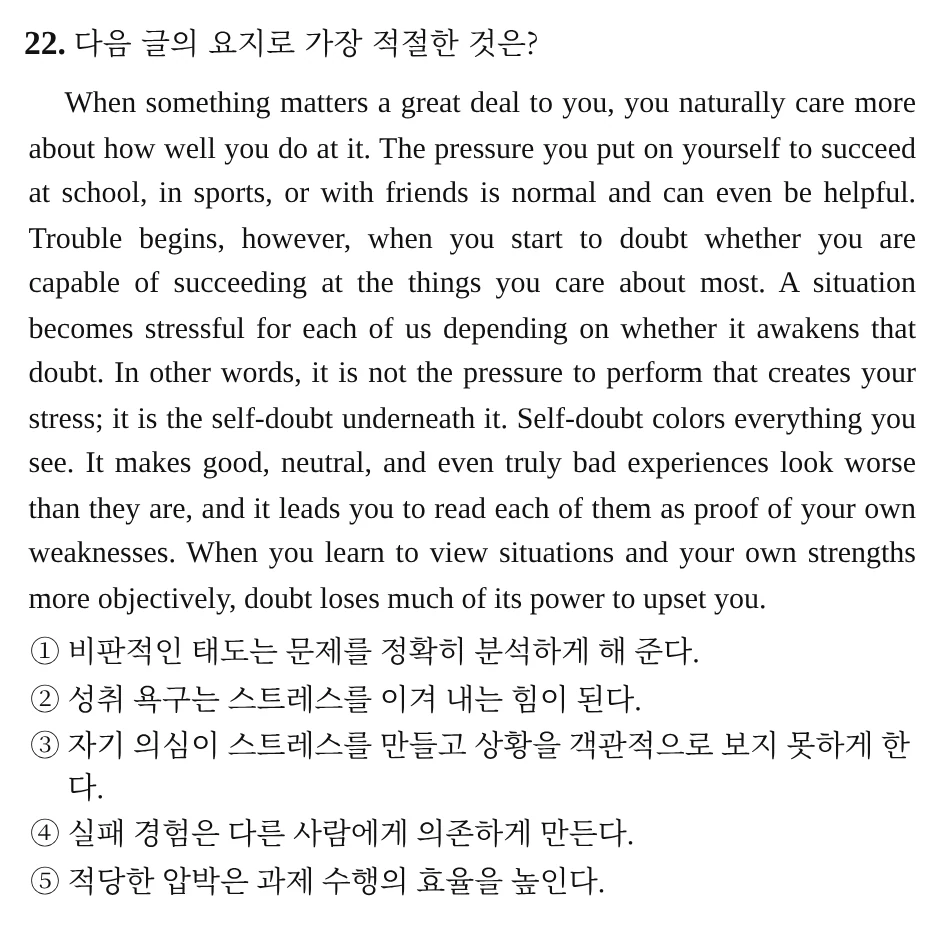 22. 다음 글의 요지로 가장 적절한 것은?
When something matters a great deal to you, you naturally care more
about how well you do at it. The pressure you put on yourself to succeed
at school, in sports, or with friends is normal and can even be helpful.
Trouble begins, however, when you start to doubt whether you are
capable of succeeding at the things you care about most. A situation
becomes stressful for each of us depending on whether it awakens that
doubt. In other words, it is not the pressure to perform that creates your
stress; it is the self-doubt underneath it. Self-doubt colors everything you
see. It makes good, neutral, and even truly bad experiences look worse
than they are, and it leads you to read each of them as proof of your own
weaknesses. When you learn to view situations and your own strengths
more objectively, doubt loses much of its power to upset you.
① 비판적인 태도는 문제를 정확히 분석하게 해 준다.
② 성취 욕구는 스트레스를 이겨 내는 힘이 된다.
③ 자기 의심이 스트레스를 만들고 상황을 객관적으로 보지 못하게 한
다.
④ 실패 경험은 다른 사람에게 의존하게 만든다.
⑤ 적당한 압박은 과제 수행의 효율을 높인다.